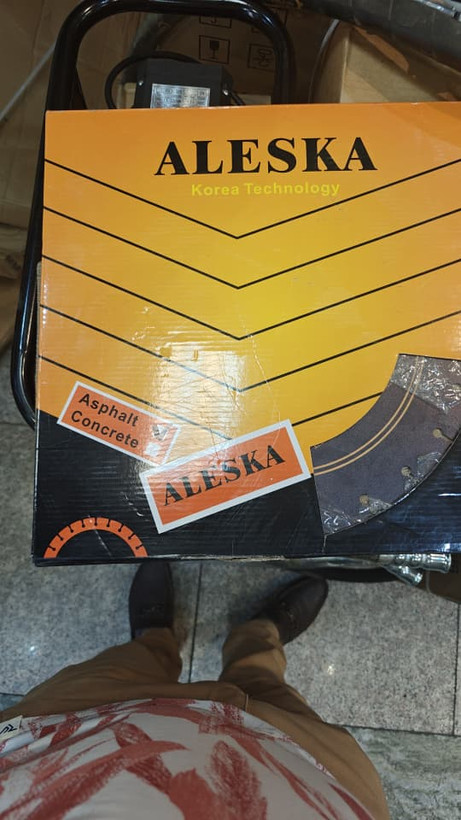 ALESKA
Korea Technology
Asphalt
Concrete
ALESKA